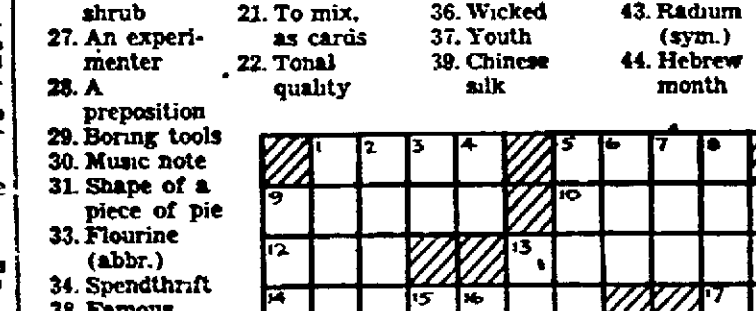 shrub
27. An experi-
menter
28. A
preposition
29. Boring tools
30. Music note
31. Shape of a
piece of pie
33. Flourine
(abbr.)
34. Spendthrift
38. Famous
21. To mix,
as cards
22. Tonal
quality
36. Wicked
37. Youth
39. Chinese
silk
43. Radium
(sym.)
44. Hebrew
month
1 2 3 4 5 6 7 8
9 10
12 13
14 15 16 17